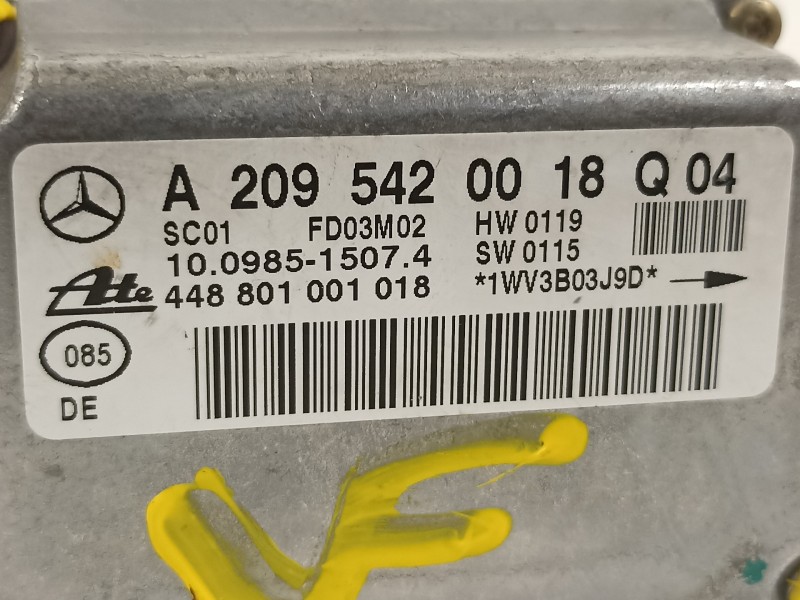 A 209 542 00 18 Q 04
SC01 FD03M02 HW 0119
10.0985-1507.4 SW 0115
Ate 448 801 001 018 *1WV3B03J9D*
085
DE
VF